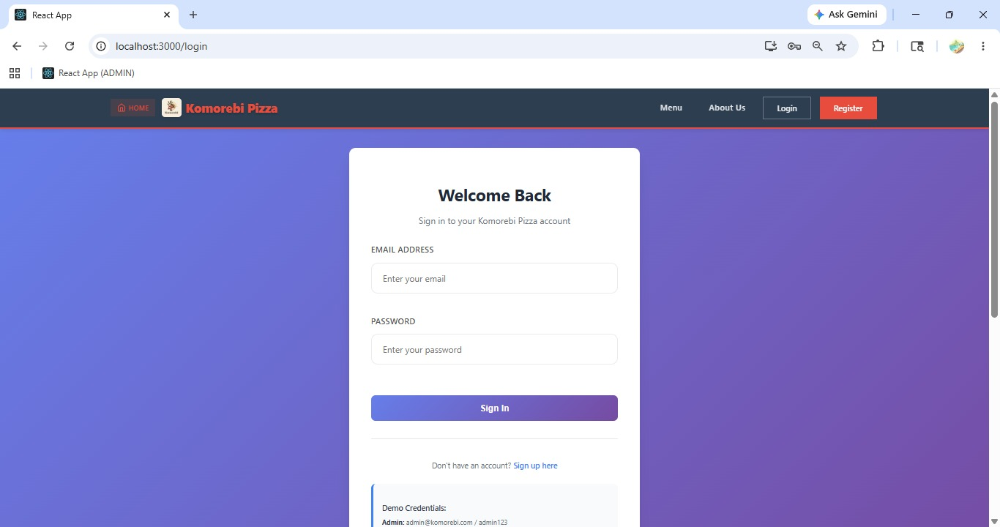 React App
Ask Gemini
localhost:3000/login
React App (ADMIN)
HOME
Komorebi Pizza
Menu
About Us
Login
Register
Welcome Back
Sign in to your Komorebi Pizza account
EMAIL ADDRESS
Enter your email
PASSWORD
Enter your password
Sign In
Don't have an account? Sign up here
Demo Credentials:
Admin: admin@komorebi.com / admin123